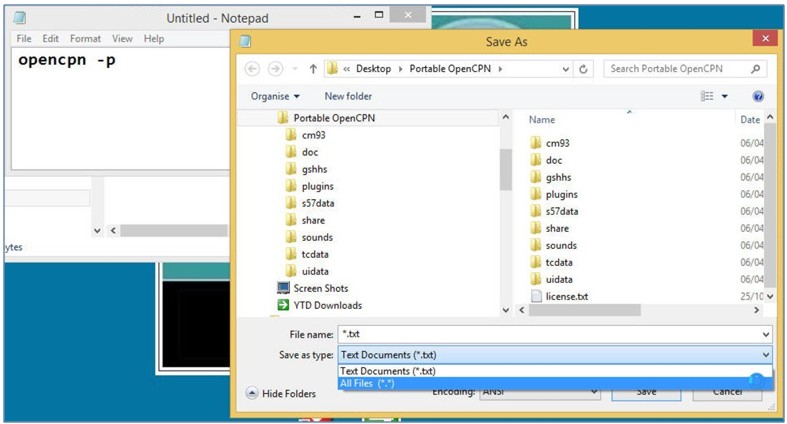 Untitled - Notepad
File Edit Format View Help
opencpn -p
ytes
Save As
« Desktop Portable OpenCPN
Search Portable OpenCPN
Organise New folder
Portable OpenCPN
cm93
doc
gshhs
plugins
s57data
share
sounds
tcdata
uidata
Screen Shots
YTD Downloads
Name Date
cm93 06/04
doc 06/04
gshhs 06/04
plugins 06/04
s57data 06/04
share 06/04
sounds 06/04
tcdata 06/04
uidata 06/04
license.txt 25/10
File name: *.txt
Save as type: Text Documents (*.txt)
Text Documents (*.txt)
All Files (*.*)
Hide Folders Encoding: ANSI Save Cancel